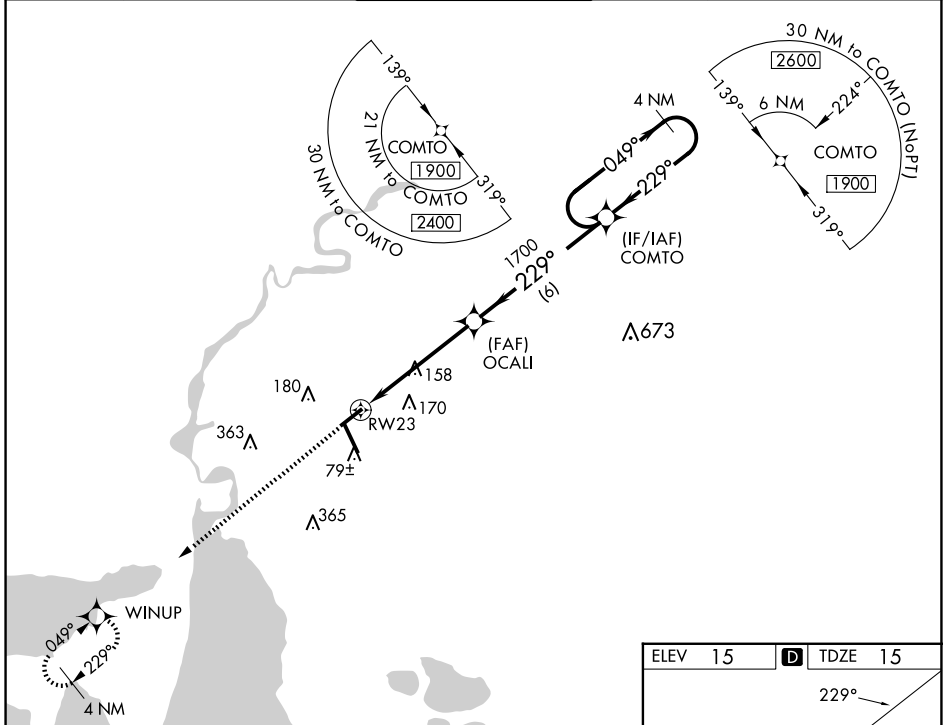 30 NM to COMTO (NoPT)
2600
139°
6 NM
224°
COMTO
1900
319°
139°
COMTO
1900
21 NM to COMTO
2400
30 NM to COMTO
319°
4 NM
049°
229°
(IF/IAF)
COMTO
1700
229°
(6)
(FAF)
OCALI
673
158
180
170
RW23
363
79±
365
WINUP
049°
229°
4 NM
ELEV 15 D TDZE 15
229°